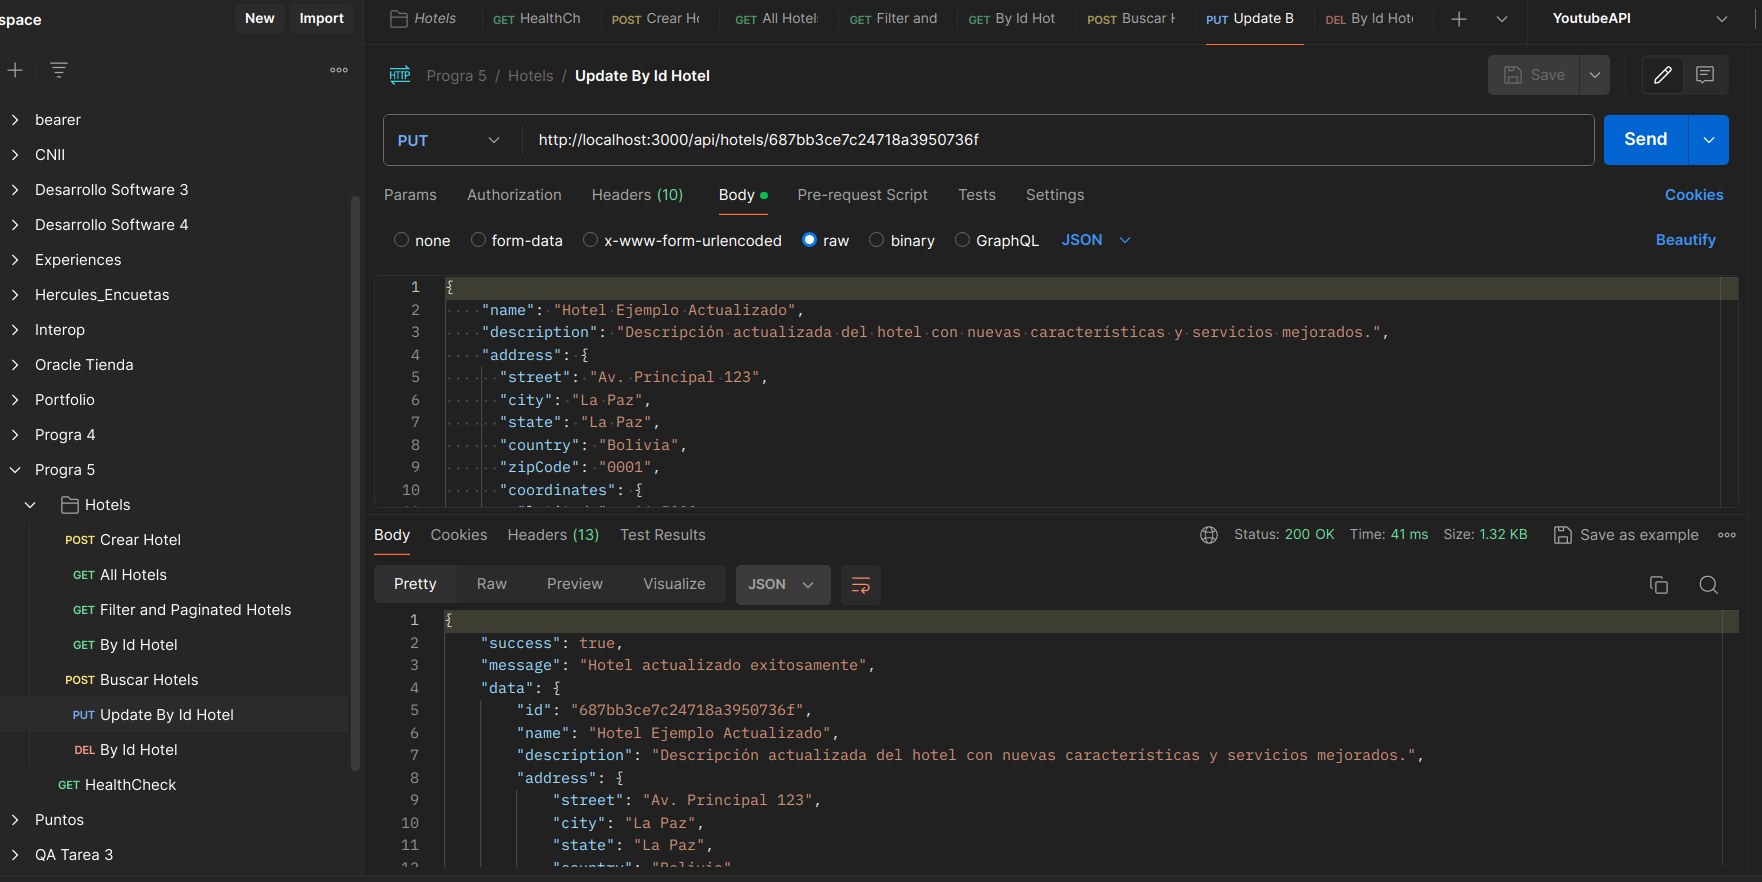 space New Import
Hotels GET HealthCh POST Crear Ho GET All Hotels GET Filter and GET By Id Hot POST Buscar H PUT Update B DEL By Id Hote YoutubeAPI
bearer
CNII
Desarrollo Software 3
Desarrollo Software 4
Experiences
Hercules_Encuetas
Interop
Oracle Tienda
Portfolio
Progra 4
Progra 5
Hotels
POST Crear Hotel
GET All Hotels
GET Filter and Paginated Hotels
GET By Id Hotel
POST Buscar Hotels
PUT Update By Id Hotel
DEL By Id Hotel
GET HealthCheck
Puntos
QA Tarea 3
HTTP Progra 5 / Hotels / Update By Id Hotel Save
PUT http://localhost:3000/api/hotels/687bb3ce7c24718a3950736f Send
Params Authorization Headers (10) Body Pre-request Script Tests Settings Cookies
none form-data x-www-form-urlencoded raw binary GraphQL JSON Beautify
1 {
2 "name": "Hotel Ejemplo Actualizado",
3 "description": "Descripción actualizada del hotel con nuevas características y servicios mejorados.",
4 "address": {
5 "street": "Av. Principal 123",
6 "city": "La Paz",
7 "state": "La Paz",
8 "country": "Bolivia",
9 "zipCode": "0001",
10 "coordinates": {
Body Cookies Headers (13) Test Results Status: 200 OK Time: 41 ms Size: 1.32 KB Save as example
Pretty Raw Preview Visualize JSON
1 {
2 "success": true,
3 "message": "Hotel actualizado exitosamente",
4 "data": {
5 "id": "687bb3ce7c24718a3950736f",
6 "name": "Hotel Ejemplo Actualizado",
7 "description": "Descripción actualizada del hotel con nuevas características y servicios mejorados.",
8 "address": {
9 "street": "Av. Principal 123",
10 "city": "La Paz",
11 "state": "La Paz",
12 "country": "Bolivia"